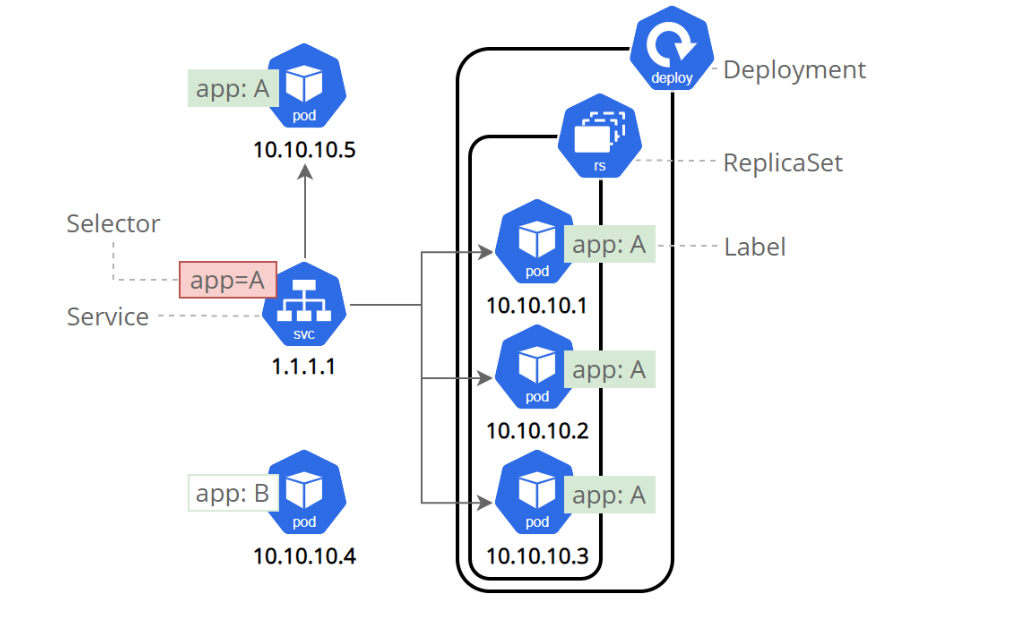 deploy
Deployment
app: A
pod
10.10.10.5
rs
ReplicaSet
Selector
pod
app: A
Label
app=A
10.10.10.1
Service
svc
1.1.1.1
pod
app: A
10.10.10.2
app: B
pod
10.10.10.4
pod
app: A
10.10.10.3